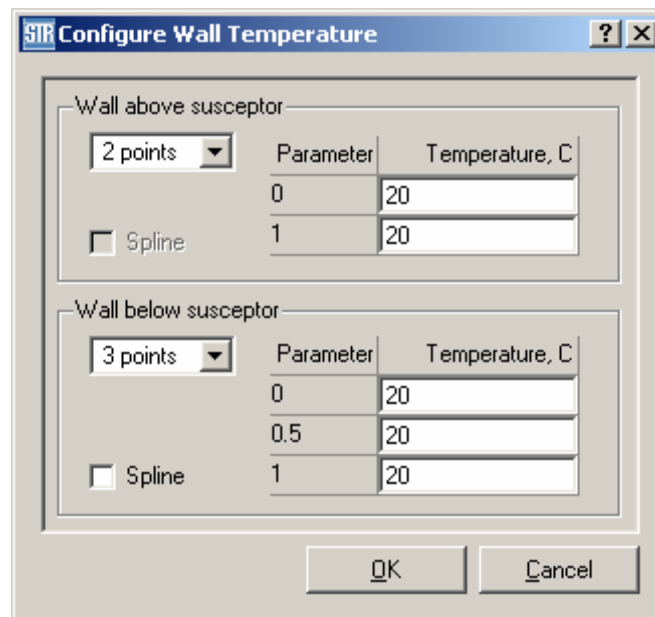 STR Configure Wall Temperature ? X
Wall above susceptor
2 points Parameter Temperature, C
0 20
Spline 1 20
Wall below susceptor
3 points Parameter Temperature, C
0 20
0.5 20
Spline 1 20
OK Cancel